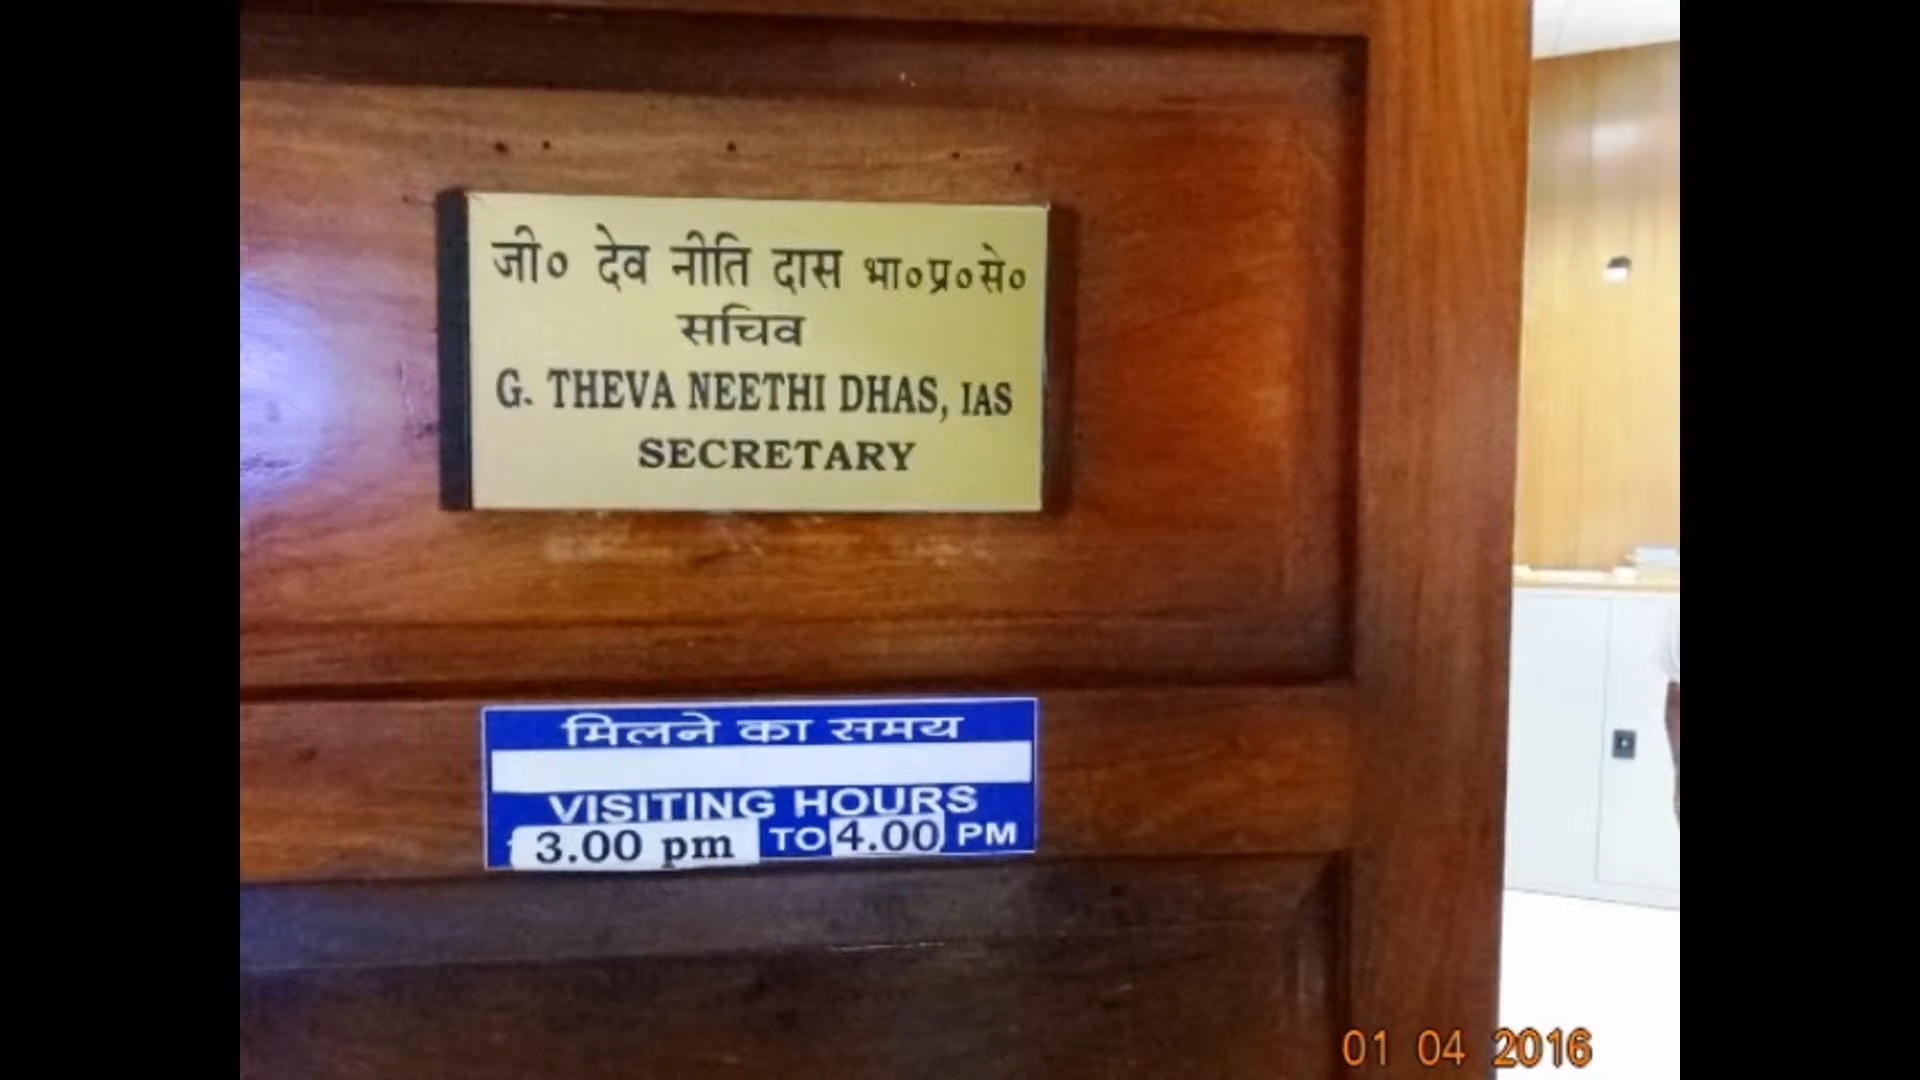 जी० देव नीति दास भा०प्र०से०
सचिव
G. THEVA NEETHI DHAS, IAS
SECRETARY
मिलने का समय
VISITING HOURS
3.00 pm TO 4.00 PM
01 04 2016